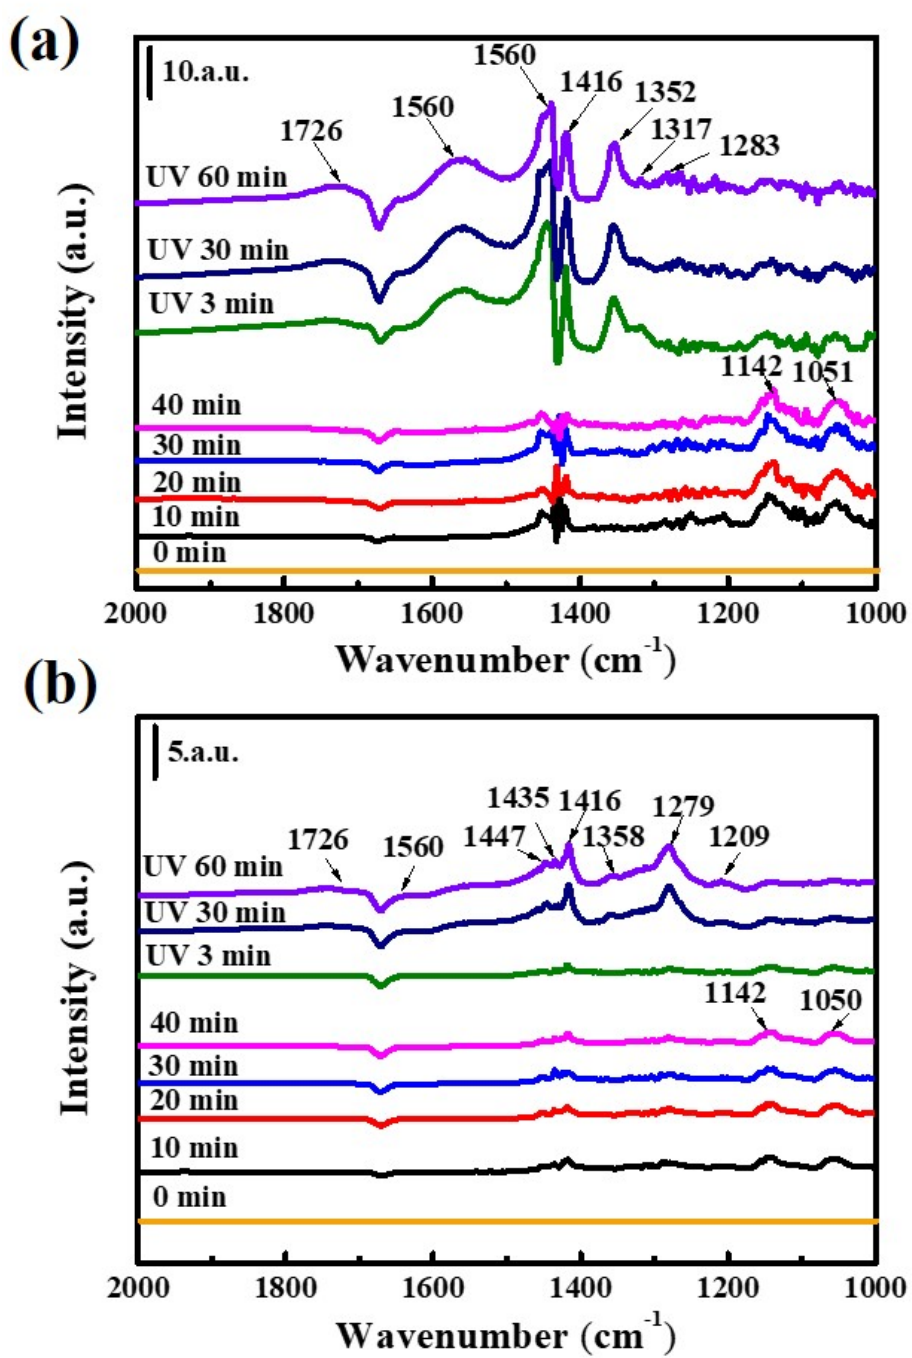 (a)
10.a.u.
1560
1416
1352
1560
1317
1726
1283
UV 60 min
UV 30 min
UV 3 min
1142
1051
40 min
30 min
20 min
10 min
0 min
Intensity (a.u.)
2000 1800 1600 1400 1200 1000
Wavenumber (cm-1)
(b)
5.a.u.
1435
1416
1279
1726
1560
1447
1358
1209
UV 60 min
UV 30 min
UV 3 min
1142
1050
40 min
30 min
20 min
10 min
0 min
Intensity (a.u.)
2000 1800 1600 1400 1200 1000
Wavenumber (cm-1)